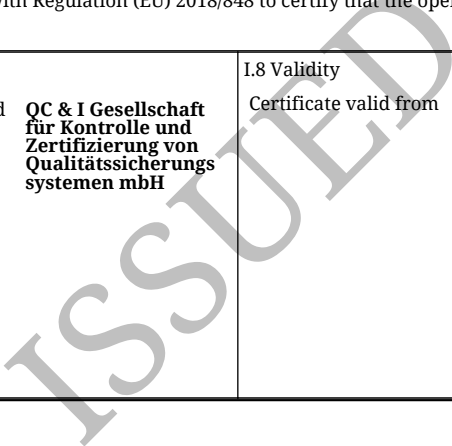 with Regulation (EU) 2018/848 to certify that the
QC & I Gesellschaft
für Kontrolle und
Zertifizierung von
Qualitätssicherungs
systemen mbH
I.8 Validity
Certificate valid from
ISSUED